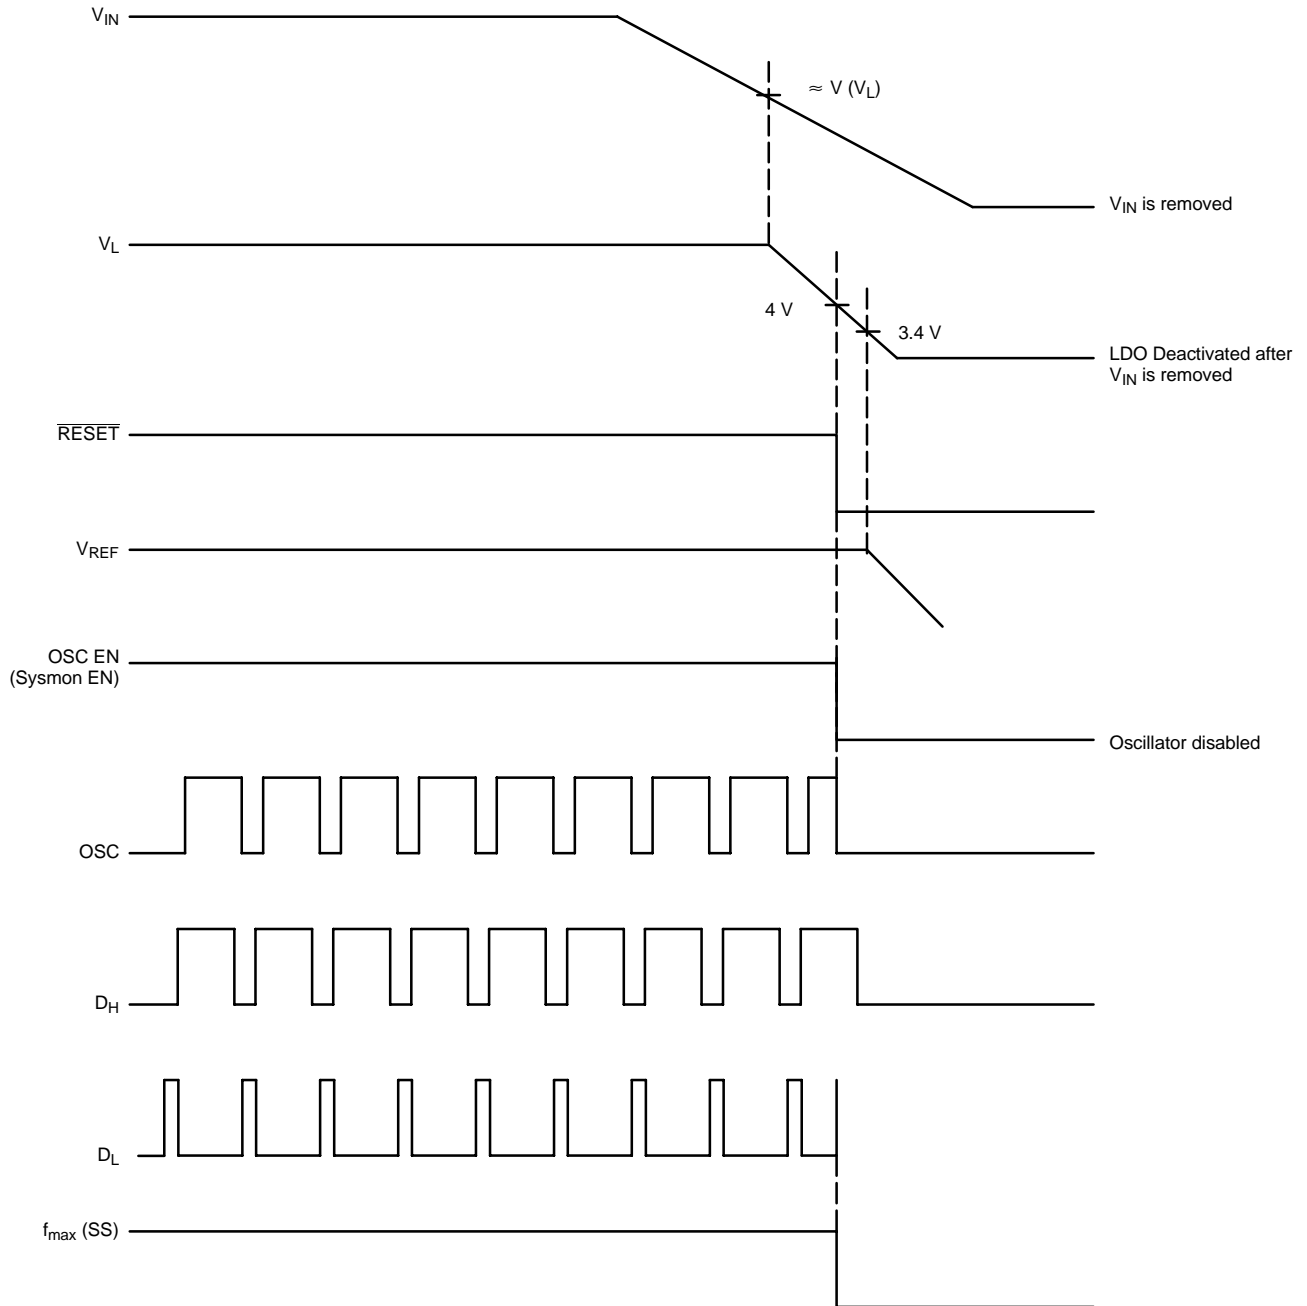 V_IN
≈ V (V_L)
V_IN is removed
V_L
4 V
3.4 V
LDO Deactivated after
V_IN is removed
R̅E̅S̅E̅T̅
V_REF
OSC EN
(Sysmon EN)
Oscillator disabled
OSC
D_H
D_L
f_max (SS)